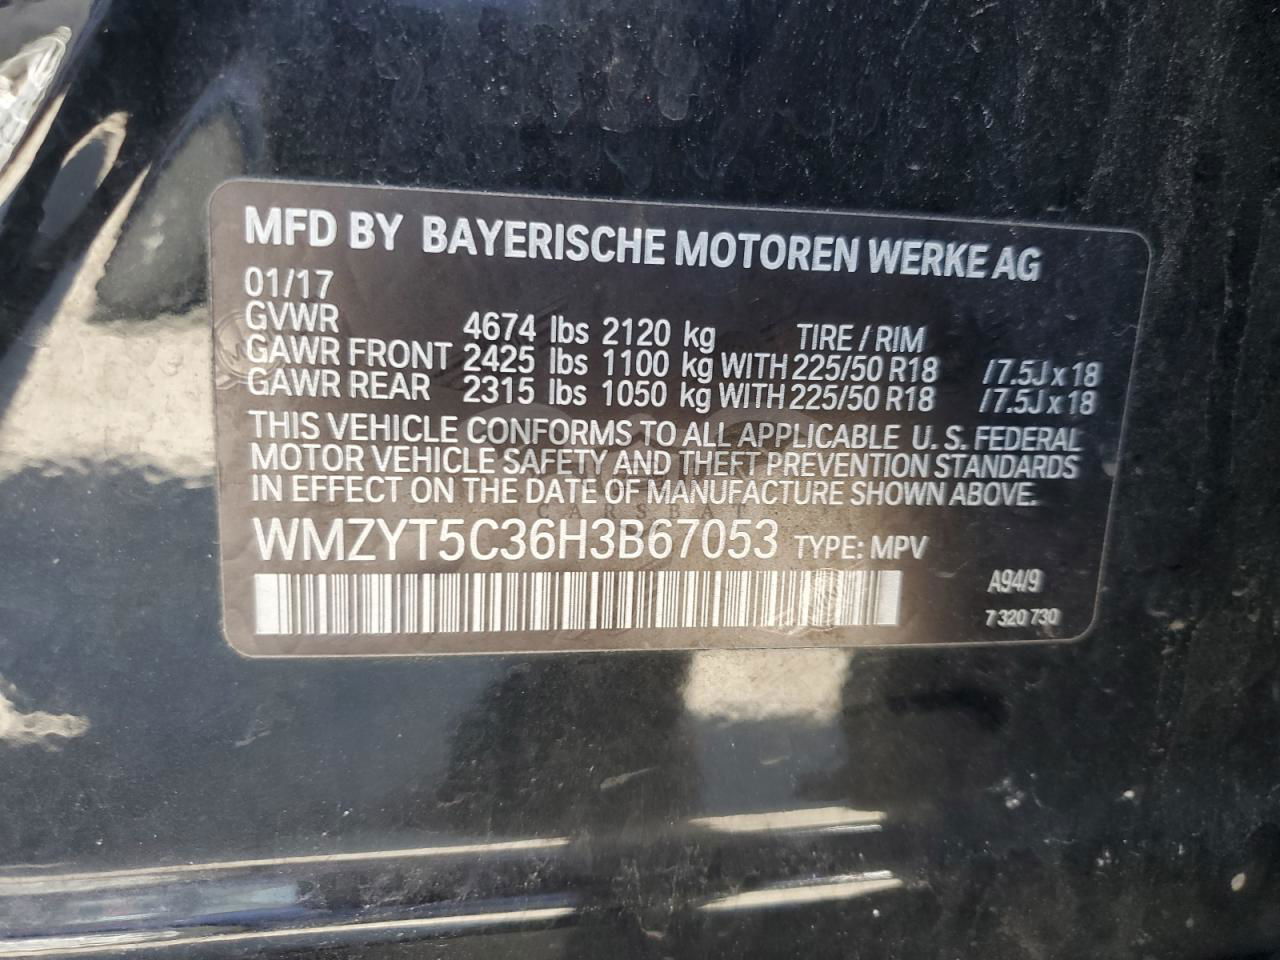 MFD BY BAYERISCHE MOTOREN WERKE AG
01/17
GVWR 4674 lbs 2120 kg TIRE / RIM
GAWR FRONT 2425 lbs 1100 kg WITH 225/50 R18 /7.5J x 18
GAWR REAR 2315 lbs 1050 kg WITH 225/50 R18 /7.5J x 18
THIS VEHICLE CONFORMS TO ALL APPLICABLE U. S. FEDERAL
MOTOR VEHICLE SAFETY AND THEFT PREVENTION STANDARDS
IN EFFECT ON THE DATE OF MANUFACTURE SHOWN ABOVE.
CARSBAT
WMZYT5C36H3B67053 TYPE: MPV
A94/9
7 320 730